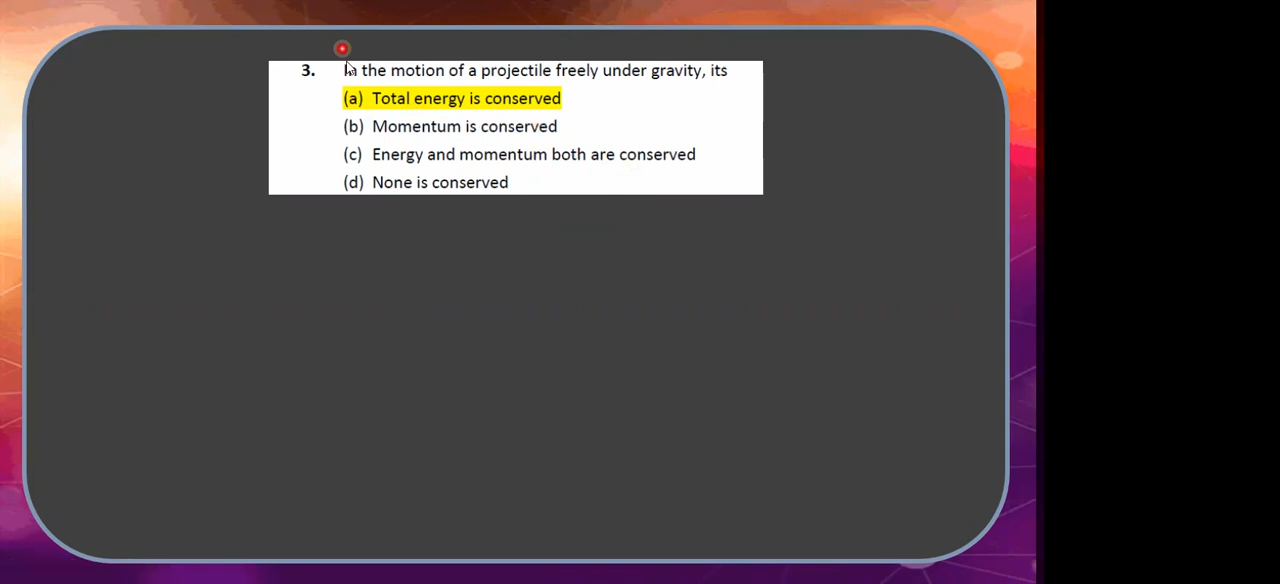 3. In the motion of a projectile freely under gravity, its
(a) Total energy is conserved
(b) Momentum is conserved
(c) Energy and momentum both are conserved
(d) None is conserved